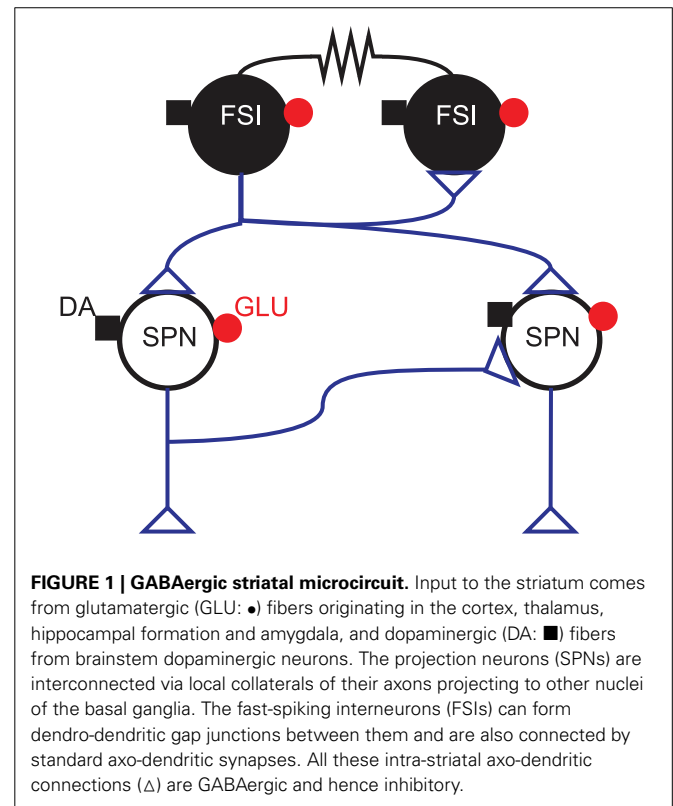 FSI FSI
DA SPN GLU SPN
FIGURE 1 | GABAergic striatal microcircuit. Input to the striatum comes
from glutamatergic (GLU: ●) fibers originating in the cortex, thalamus,
hippocampal formation and amygdala, and dopaminergic (DA: ■) fibers
from brainstem dopaminergic neurons. The projection neurons (SPNs) are
interconnected via local collaterals of their axons projecting to other nuclei
of the basal ganglia. The fast-spiking interneurons (FSIs) can form
dendro-dendritic gap junctions between them and are also connected by
standard axo-dendritic synapses. All these intra-striatal axo-dendritic
connections (△) are GABAergic and hence inhibitory.